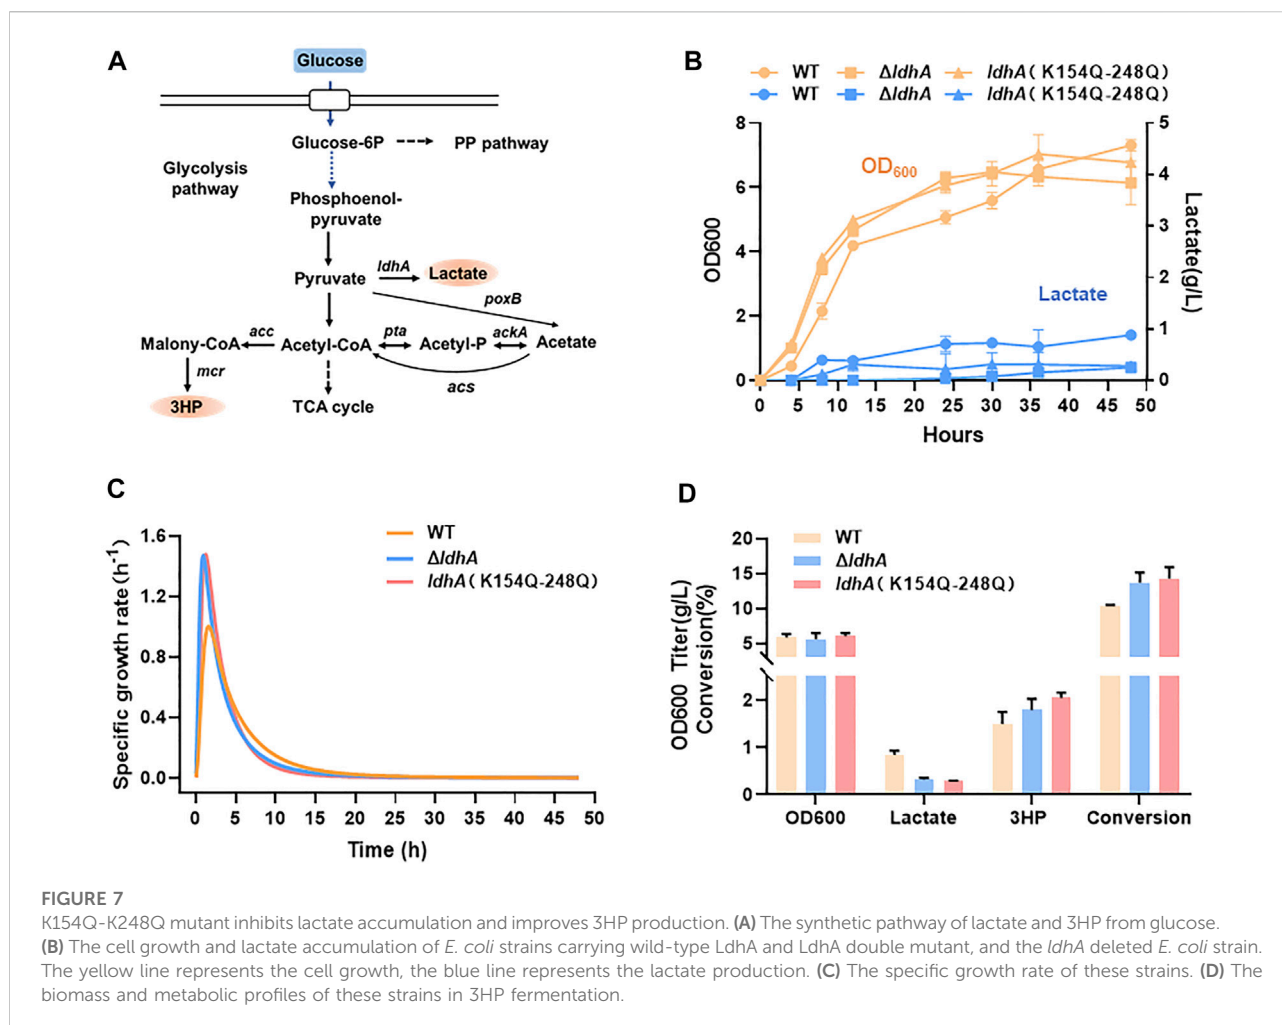 A
Glucose
Glucose-6P
PP pathway
Glycolysis
pathway
Phosphoenol-
pyruvate
Pyruvate
ldhA
Lactate
poxB
Malony-CoA
acc
Acetyl-CoA
pta
Acetyl-P
ackA
Acetate
mcr
acs
3HP
TCA cycle
B
WT ΔldhA ldhA(K154Q-248Q)
WT ΔldhA ldhA(K154Q-248Q)
OD600
Lactate
8
6
4
2
0
OD600
5
4
3
2
1
0
Lactate(g/L)
0 5 10 15 20 25 30 35 40 45 50
Hours
C
WT
ΔldhA
ldhA(K154Q-248Q)
1.6
1.2
0.8
0.4
0.0
Specific growth rate(h-1)
0 5 10 15 20 25 30 35 40 45 50
Time (h)
D
WT
ΔldhA
ldhA(K154Q-248Q)
20
15
10
5
2
1
0
OD600 Titer(g/L)
Conversion(%)
OD600 Lactate 3HP Conversion
FIGURE 7
K154Q-K248Q mutant inhibits lactate accumulation and improves 3HP production. (A) The synthetic pathway of lactate and 3HP from glucose.
(B) The cell growth and lactate accumulation of E. coli strains carrying wild-type LdhA and LdhA double mutant, and the ldhA deleted E. coli strain.
The yellow line represents the cell growth, the blue line represents the lactate production. (C) The specific growth rate of these strains. (D) The
biomass and metabolic profiles of these strains in 3HP fermentation.